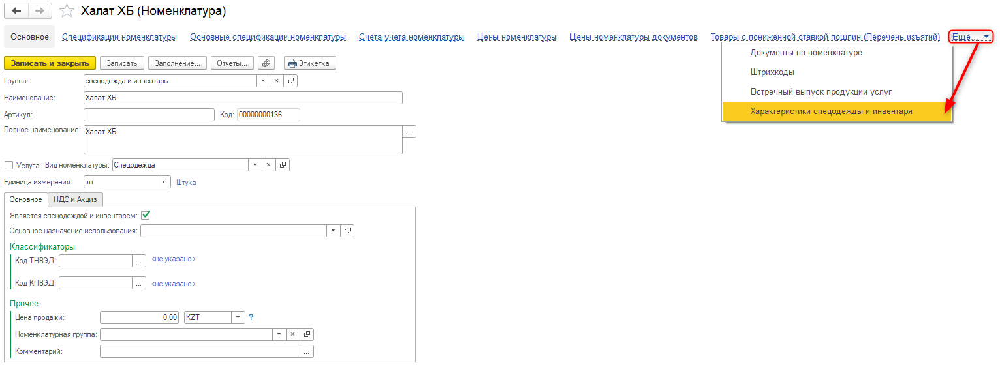 Халат ХБ (Номенклатура)
Основное Спецификации номенклатуры Основные спецификации номенклатуры Счета учета номенклатуры Цены номенклатуры Цены номенклатуры документов Товары с пониженной ставкой пошлин (Перечень изъятий) Еще...
Документы по номенклатуре
Штрихкоды
Встречный выпуск продукции услуг
Характеристики спецодежды и инвентаря
Записать и закрыть Записать Заполнение... Отчеты... Этикетка
Группа: спецодежда и инвентарь
Наименование: Халат ХБ
Артикул: Код: 00000000136
Полное наименование: Халат ХБ ...
Услуга Вид номенклатуры: Спецодежда
Единица измерения: шт Штука
Основное НДС и Акциз
Является спецодеждой и инвентарем:
Основное назначение использования:
Классификаторы
Код ТНВЭД: ... <не указано>
Код КПВЭД: ... <не указано>
Прочее
Цена продажи: 0,00 KZT ?
Номенклатурная группа:
Комментарий: ...